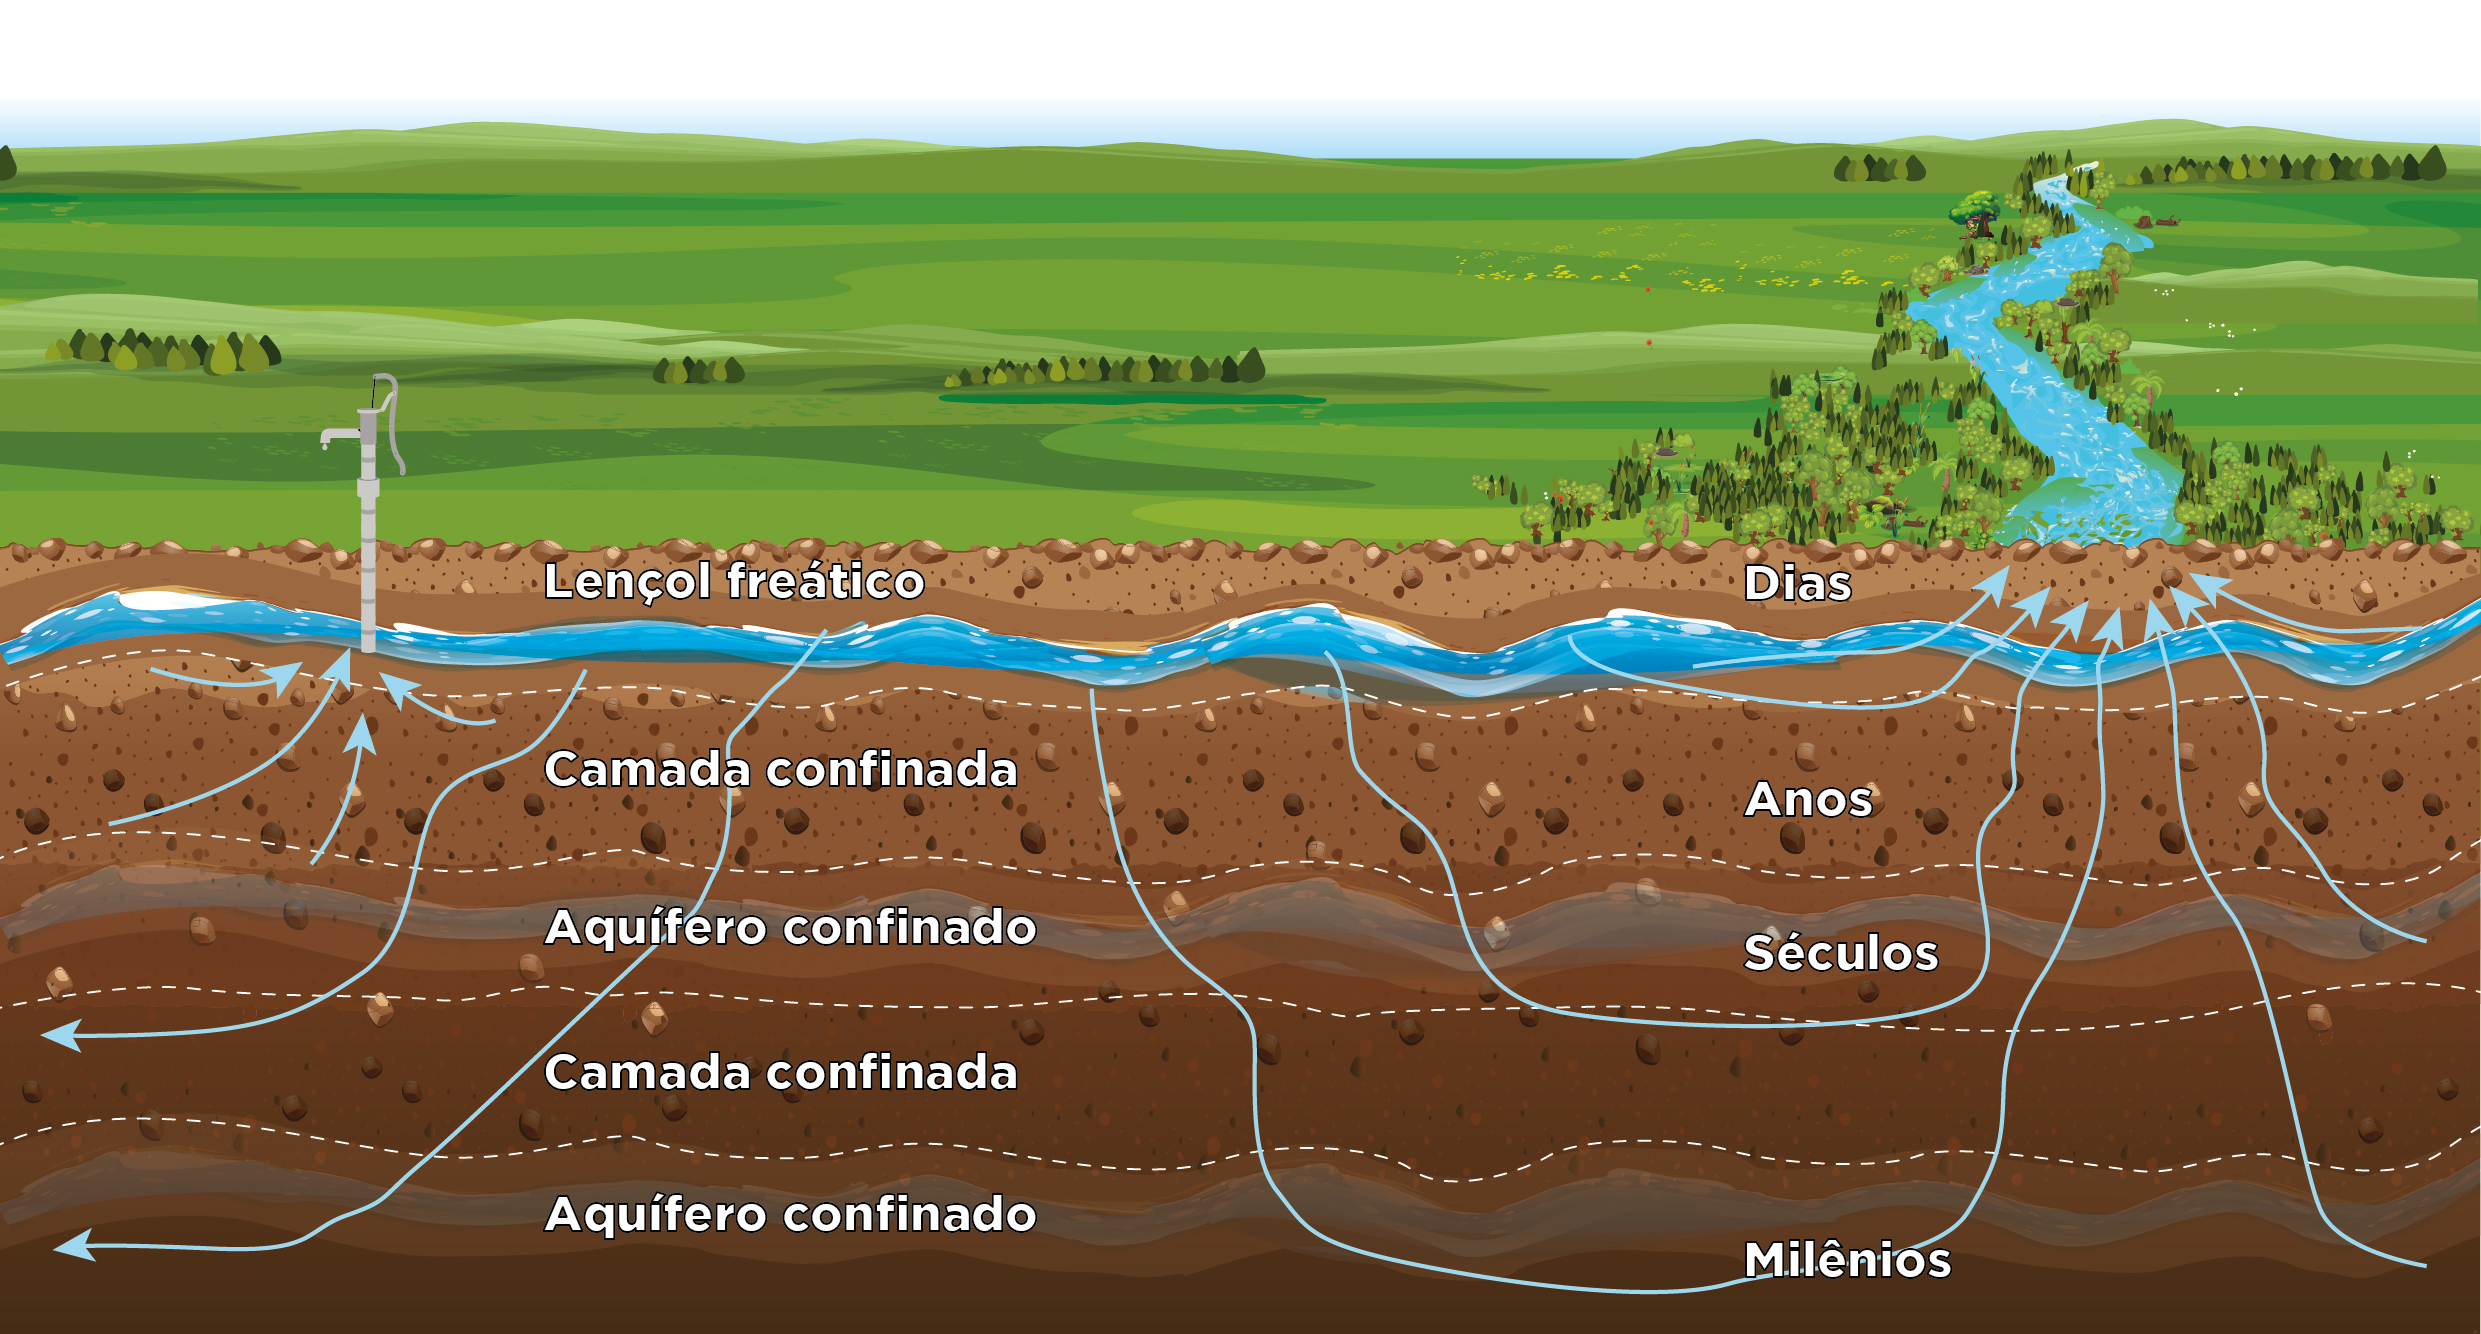 Lençol freático
Dias
Camada confinada
Anos
Aquífero confinado
Séculos
Camada confinada
Aquífero confinado
Milênios